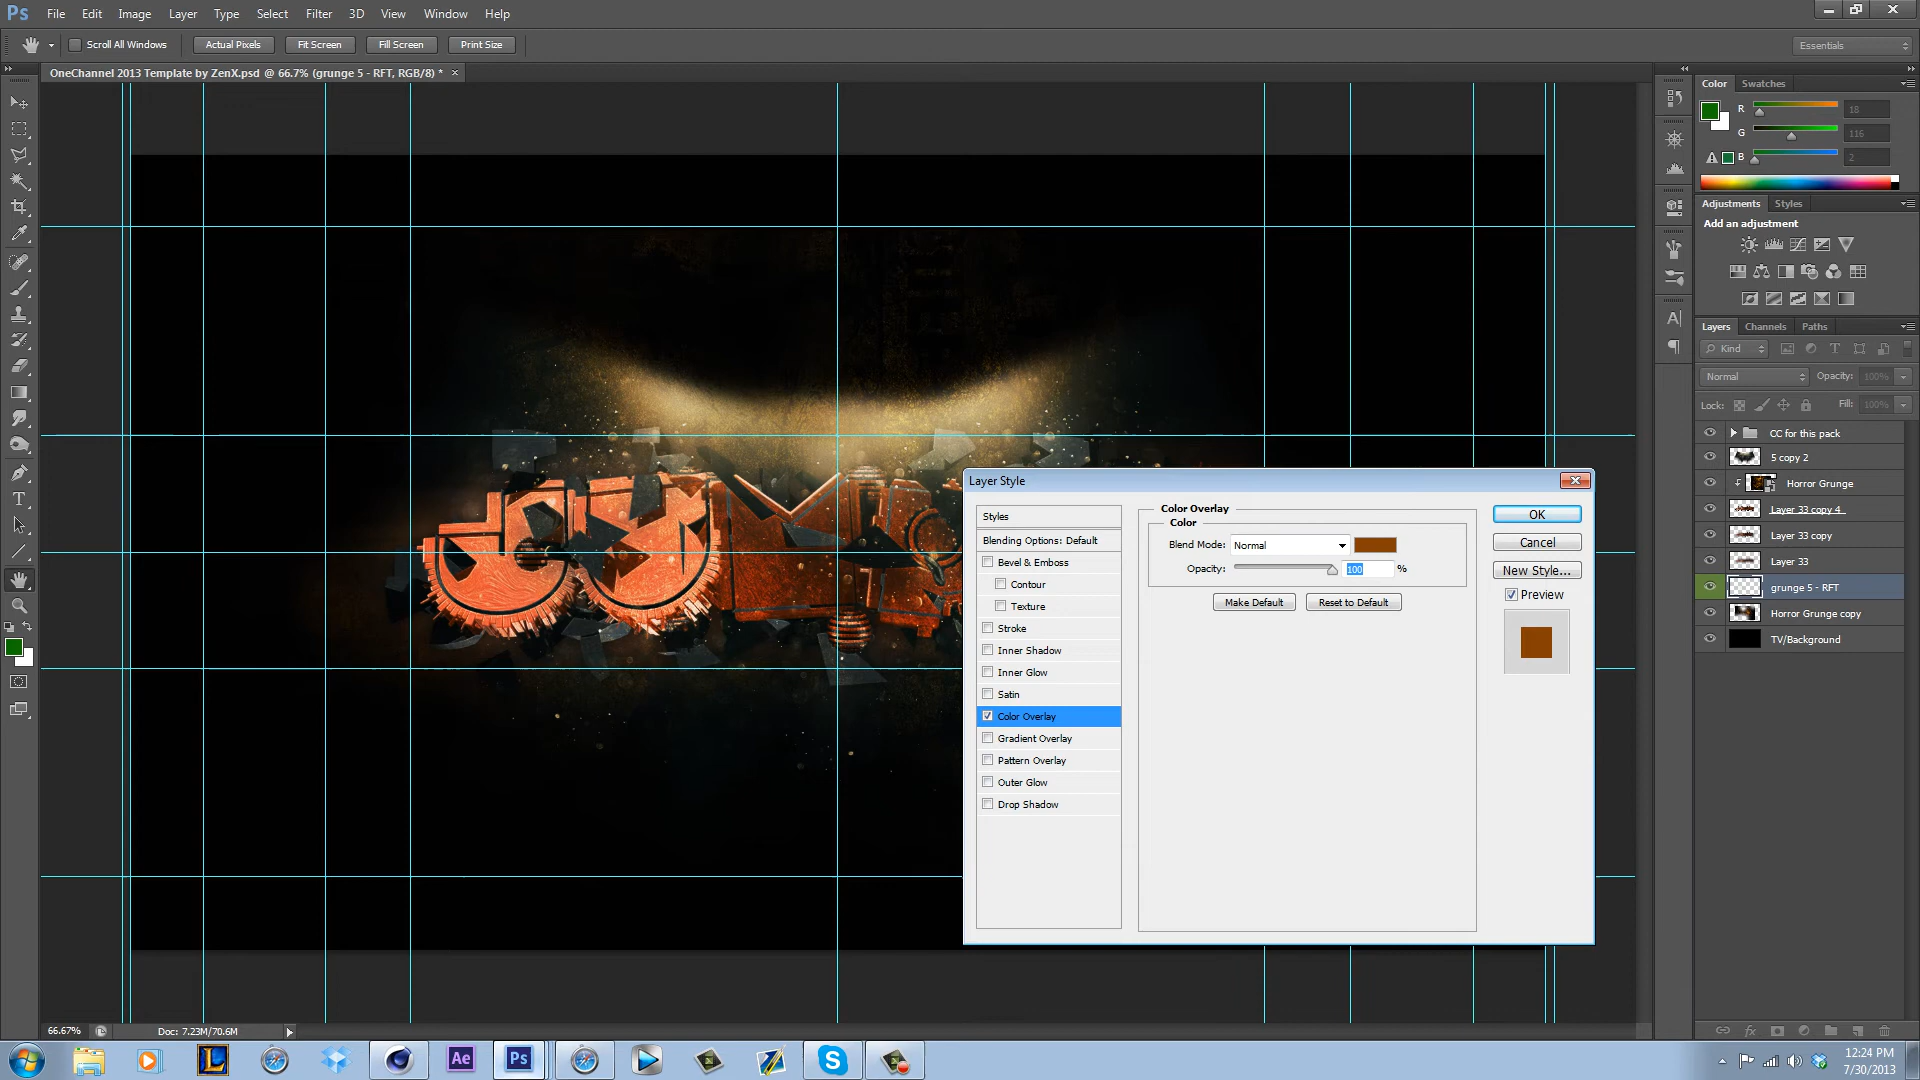 Ps File Edit Image Layer Type Select Filter 3D View Window Help
Scroll All Windows Actual Pixels Fit Screen Fill Screen Print Size Essentials
OneChannel 2013 Template by ZenX.psd @ 66.7% (grunge 5 - RFT, RGB/8) *
Color Swatches
R 18
G 116
B 2
Adjustments Styles
Add an adjustment
Layers Channels Paths
Kind
Normal Opacity: 100%
Lock: Fill: 100%
CC for this pack
5 copy 2
Horror Grunge
Layer 33 copy 4
Layer 33 copy
Layer 33
grunge 5 - RFT
Horror Grunge copy
TV/Background
Layer Style
Styles
Blending Options: Default
Bevel & Emboss
Contour
Texture
Stroke
Inner Shadow
Inner Glow
Satin
Color Overlay
Gradient Overlay
Pattern Overlay
Outer Glow
Drop Shadow
Color Overlay
Color
Blend Mode: Normal
Opacity: 100 %
Make Default Reset to Default
OK
Cancel
New Style...
Preview
66.67% Doc: 7.23M/70.6M
L Ae Ps S
12:24 PM
7/30/2013